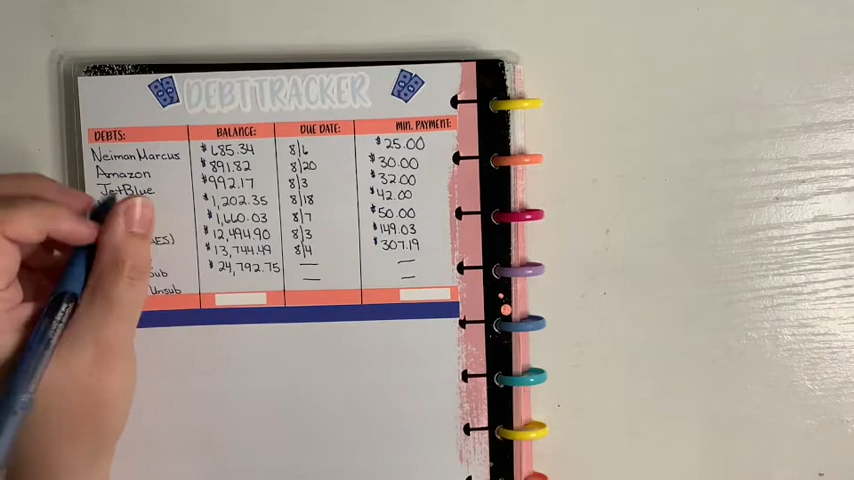 DEBT TRACKER
DEBTS: BALANCE: DUE DATE: MIN. PAYMENT:
Neiman Marcus $685.34 8/6 $25.00
Amazon $891.82 8/20 $30.00
JetBlue $992.17 8/3 $32.00
$1,202.35 8/18 $42.00
$1,660.03 8/7 $50.00
ES) $12,494.90 8/3 $149.03
$13,744.49 8/4 $307.19
Sub $24,792.75 — —
Unsub